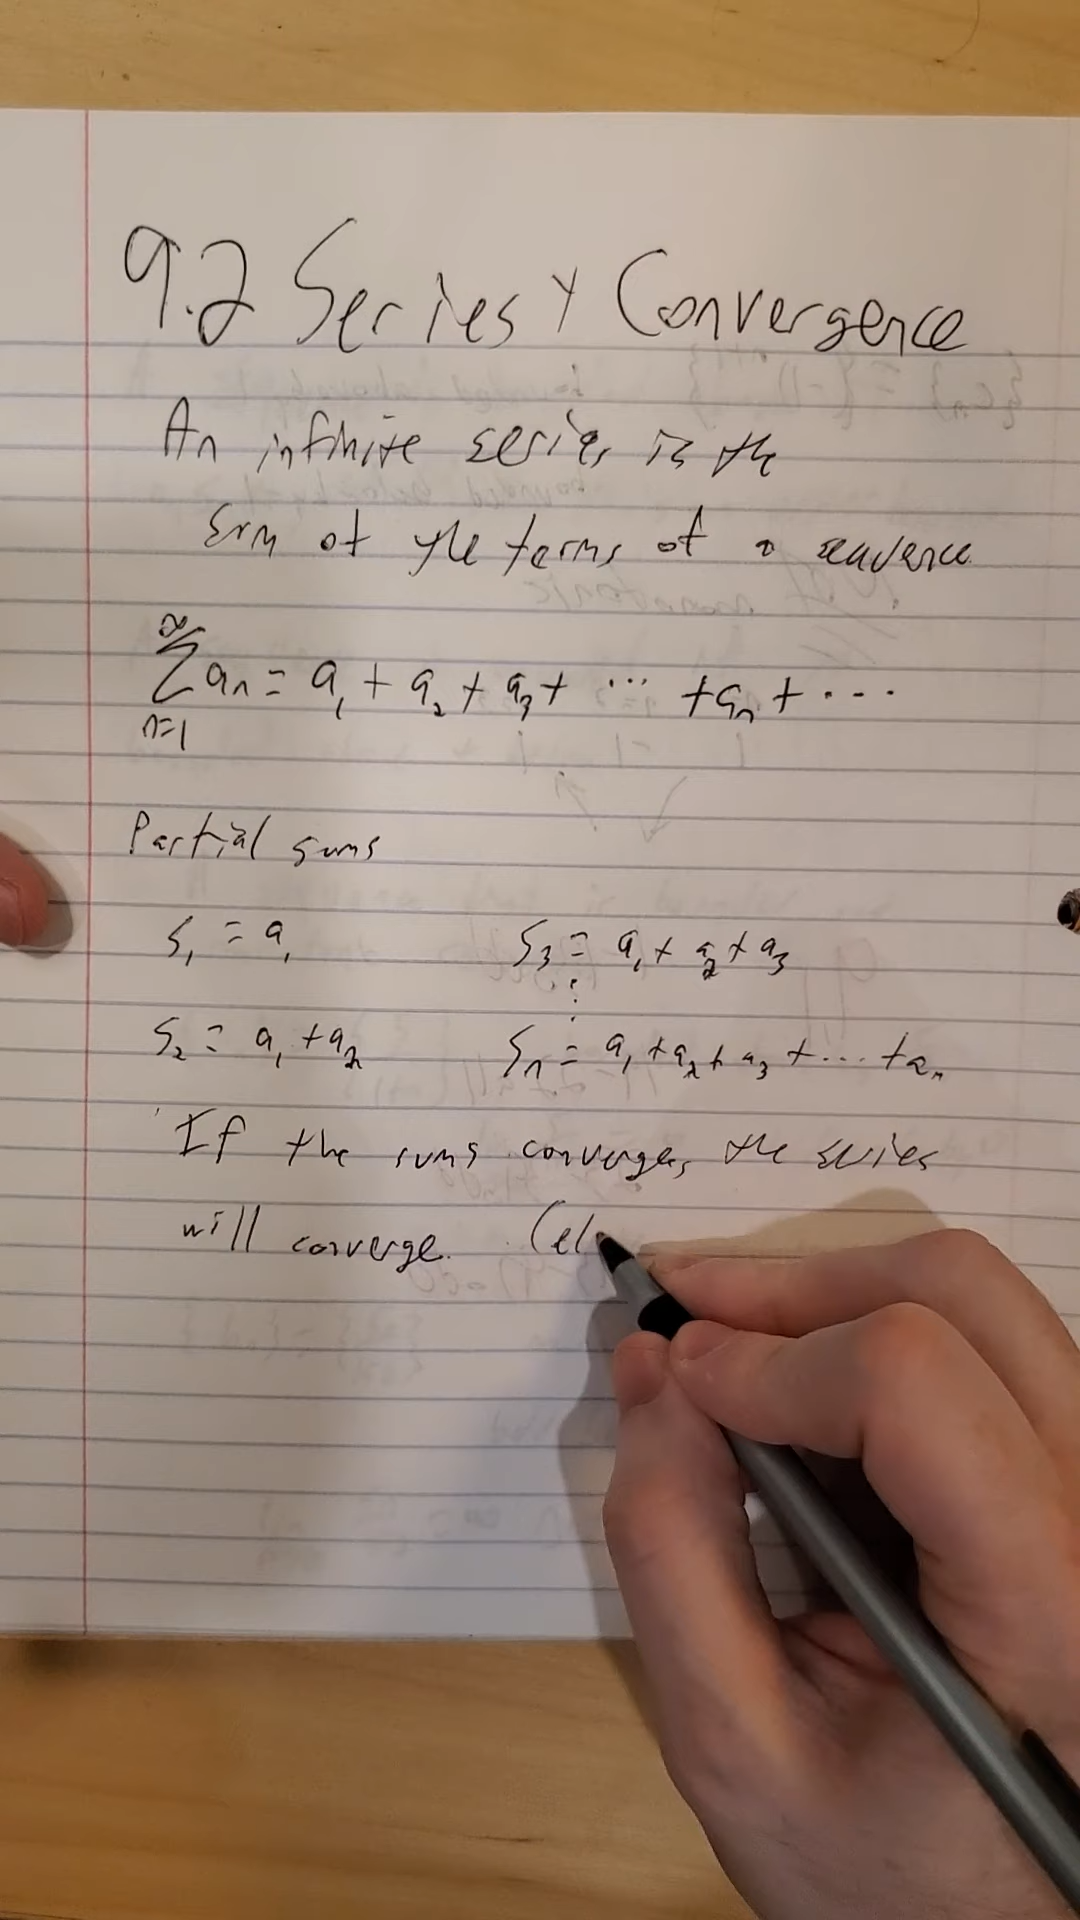 9.2 Series + Convergence
An infinite series is the
sum of the terms of a sequence
∞
∑ aₙ = a₁ + a₂ + a₃ + ... + aₙ + ...
n=1
Partial sums
S₁ = a₁ S₃ = a₁ + a₂ + a₃
⋮
S₂ = a₁ + a₂ Sₙ = a₁ + a₂ + a₃ + ... + aₙ
If the sums converge, the series
will converge. (el